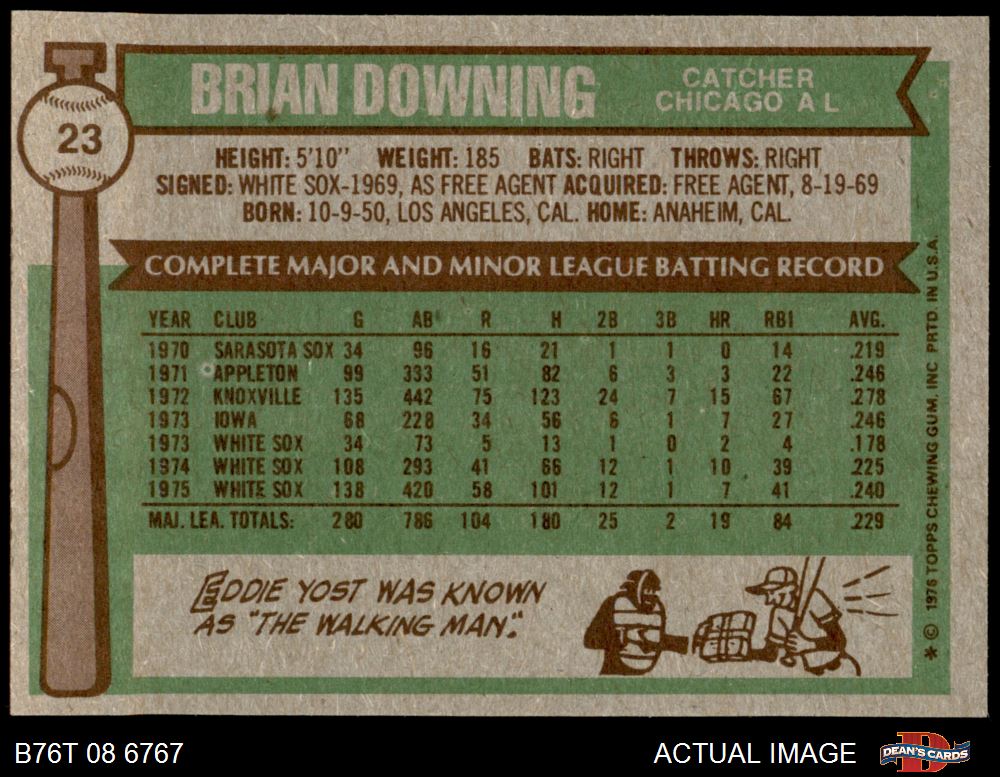 23
BRIAN DOWNING
CATCHER
CHICAGO A L
HEIGHT: 5'10" WEIGHT: 185 BATS: RIGHT THROWS: RIGHT
SIGNED: WHITE SOX-1969, AS FREE AGENT ACQUIRED: FREE AGENT, 8-19-69
BORN: 10-9-50, LOS ANGELES, CAL. HOME: ANAHEIM, CAL.
COMPLETE MAJOR AND MINOR LEAGUE BATTING RECORD
YEAR CLUB G AB R H 2B 3B HR RBI AVG.
1970 SARASOTA SOX 34 96 16 21 1 1 0 14 .219
1971 APPLETON 99 333 51 82 6 3 3 22 .246
1972 KNOXVILLE 135 442 75 123 24 7 15 67 .278
1973 IOWA 68 228 34 56 6 1 7 27 .246
1973 WHITE SOX 34 73 5 13 1 0 2 4 .178
1974 WHITE SOX 108 293 41 66 12 1 10 39 .225
1975 WHITE SOX 138 420 58 101 12 1 7 41 .240
MAJ. LEA. TOTALS: 280 786 104 180 25 2 19 84 .229
EDDIE YOST WAS KNOWN
AS "THE WALKING MAN."
* © 1976 TOPPS CHEWING GUM, INC. PRTD. IN U.S.A.
B76T 08 6767
ACTUAL IMAGE
D
DEAN'S CARDS